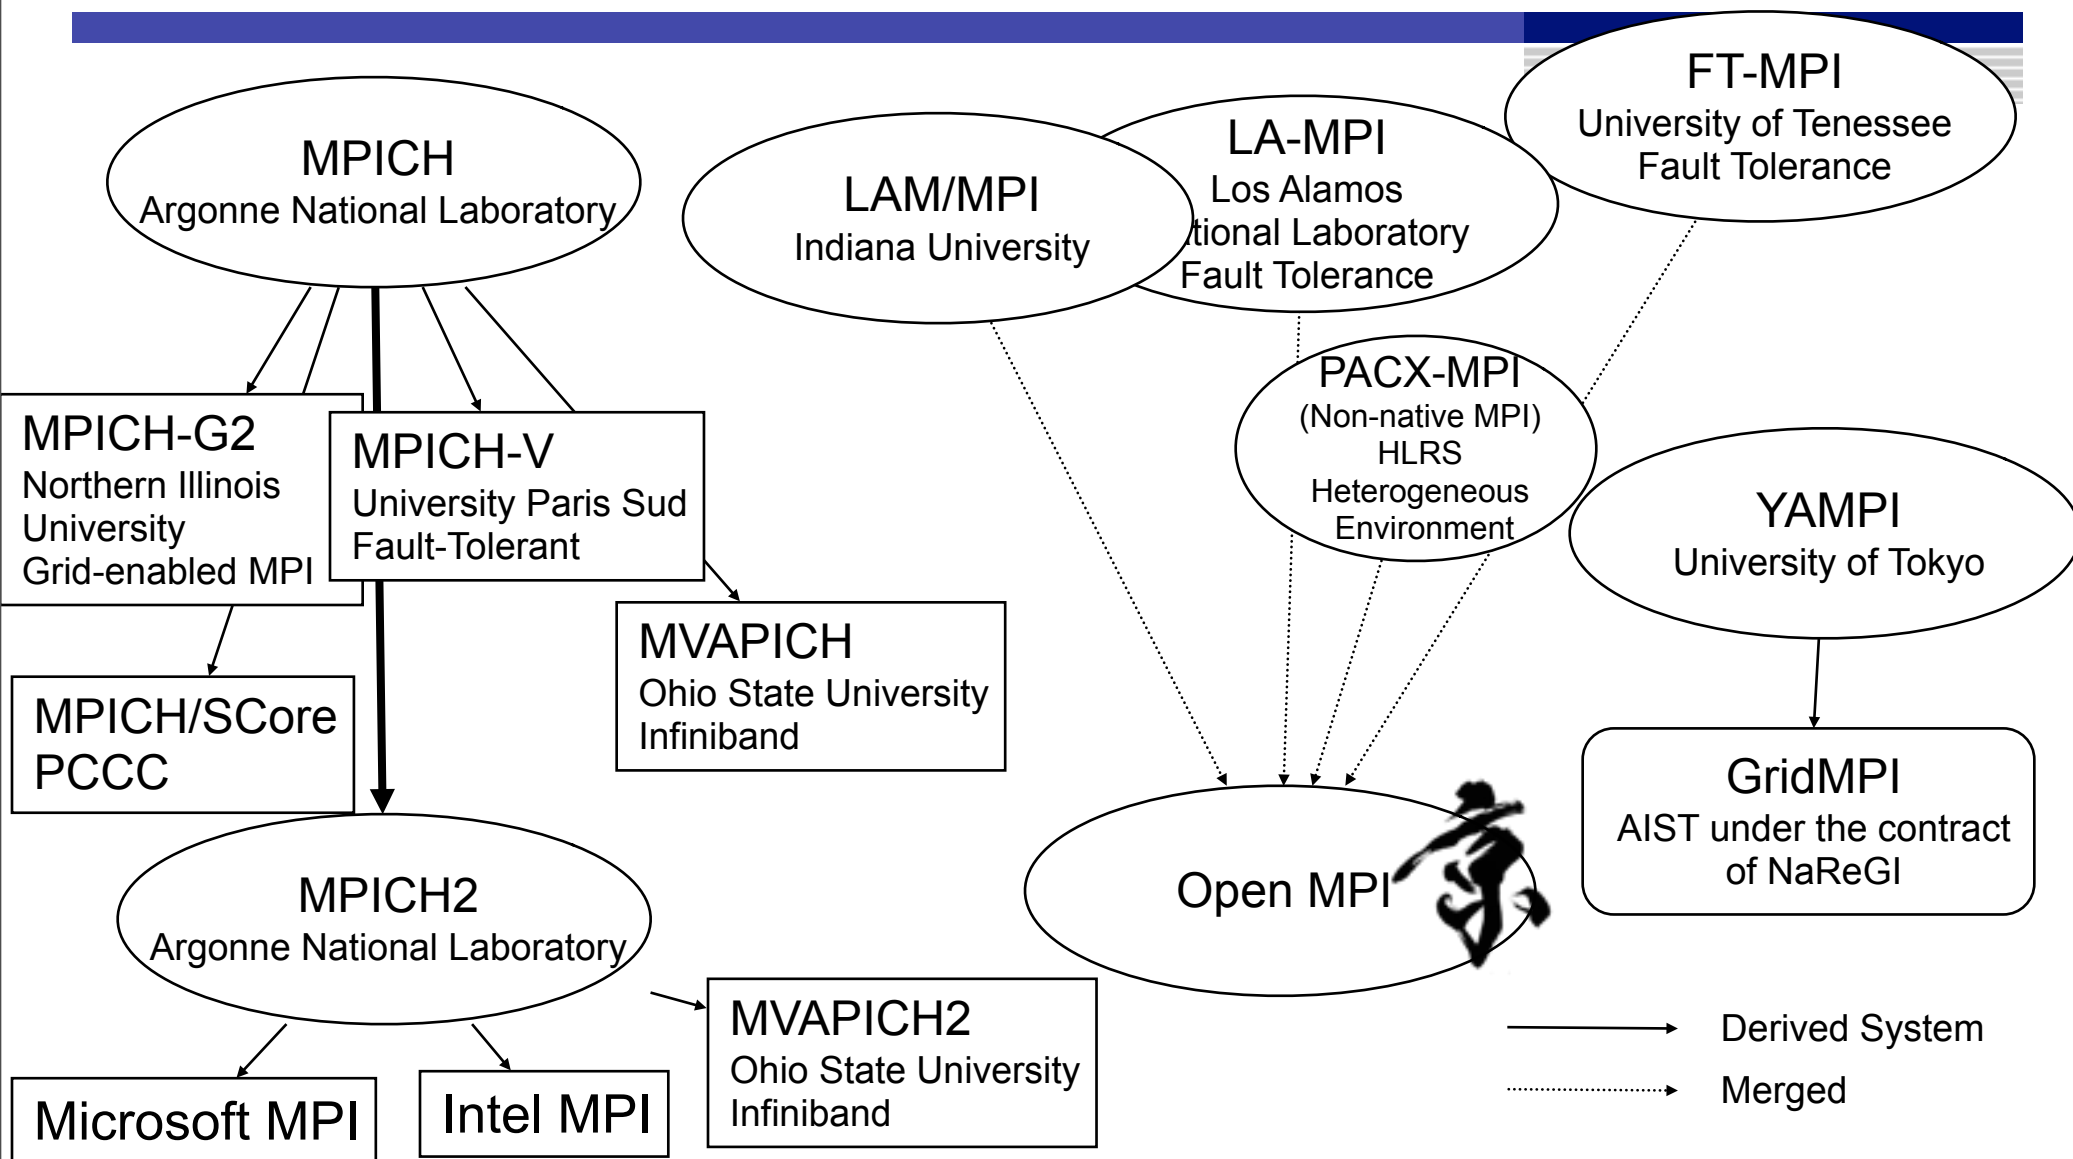 MPICH
Argonne National Laboratory
LAM/MPI
Indiana University
LA-MPI
Los Alamos
tional Laboratory
Fault Tolerance
FT-MPI
University of Tenessee
Fault Tolerance
PACX-MPI
(Non-native MPI)
HLRS
Heterogeneous
Environment
MPICH-G2
Northern Illinois
University
Grid-enabled MPI
MPICH-V
University Paris Sud
Fault-Tolerant
YAMPI
University of Tokyo
MVAPICH
Ohio State University
Infiniband
MPICH/SCore
PCCC
GridMPI
AIST under the contract
of NaReGI
MPICH2
Argonne National Laboratory
Open MPI
京
MVAPICH2
Ohio State University
Infiniband
Microsoft MPI
Intel MPI
Derived System
Merged